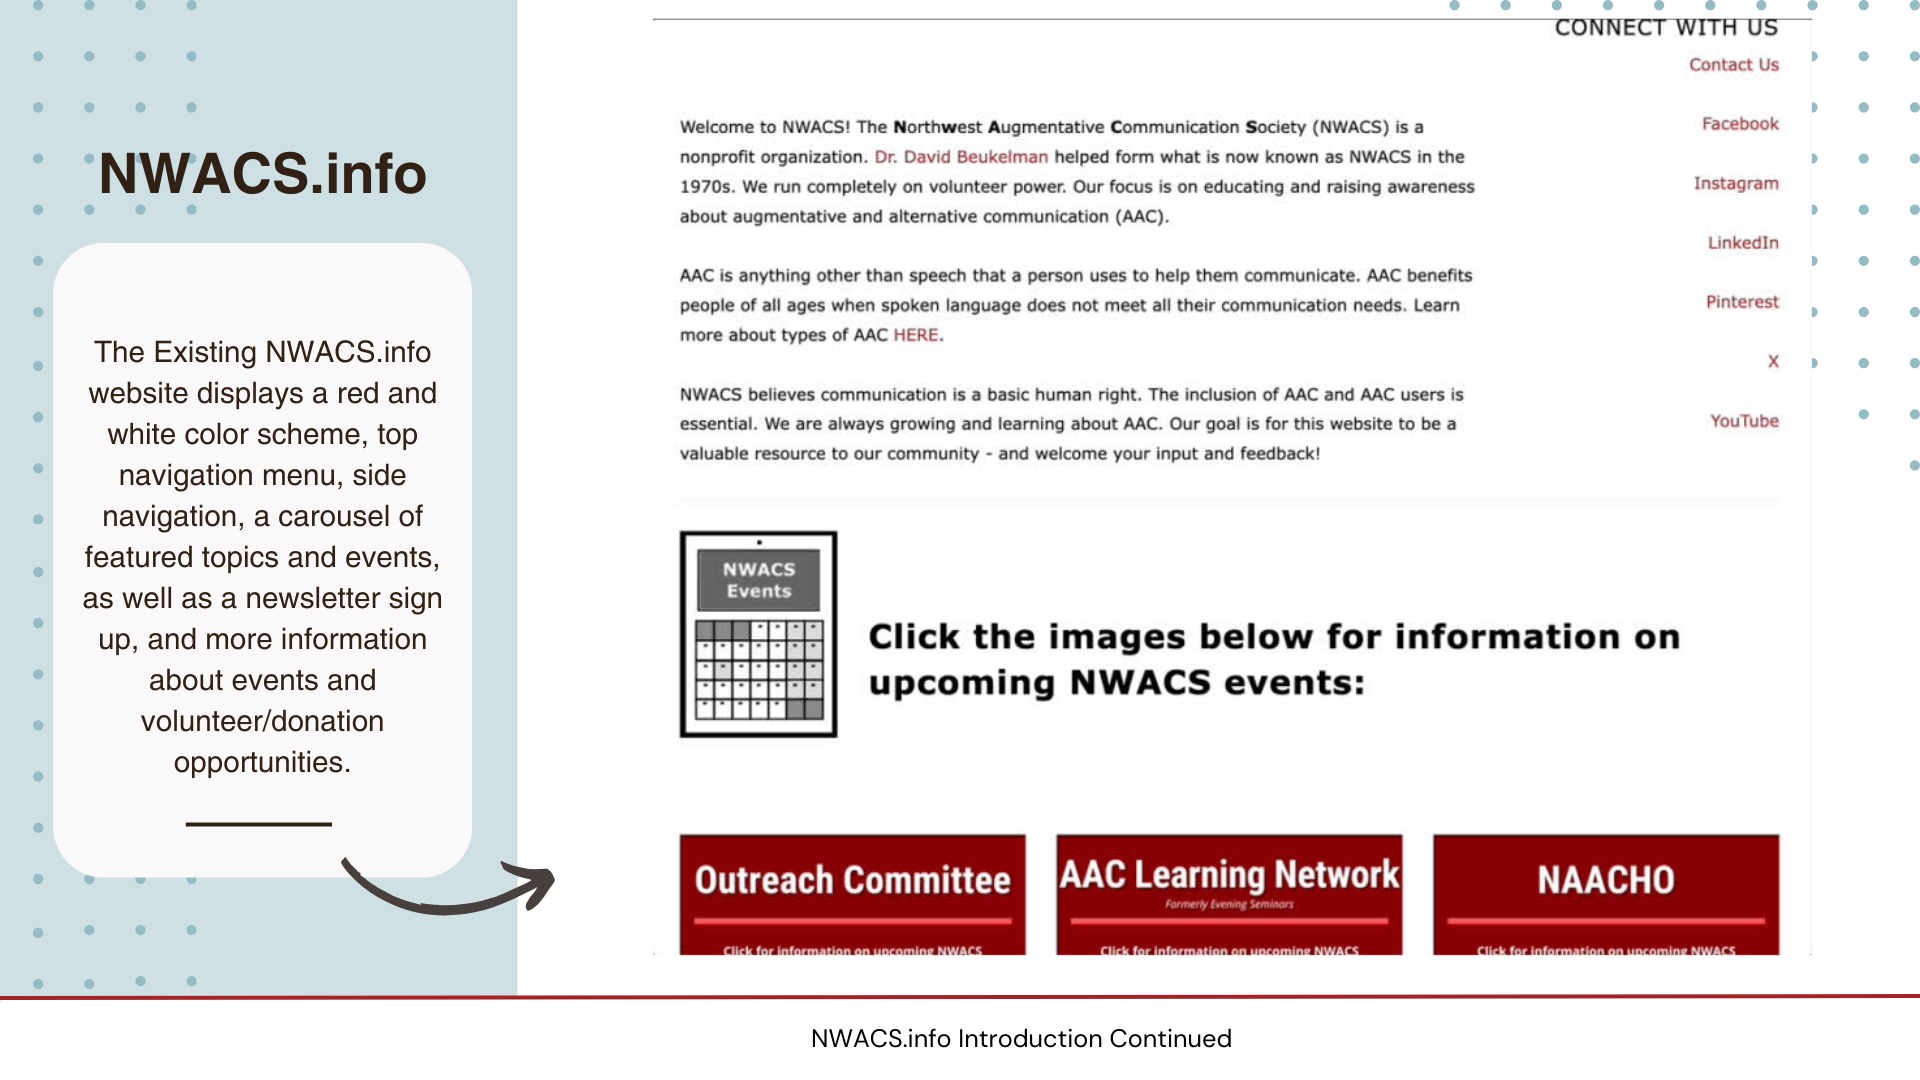 NWACS.info
The Existing NWACS.info
website displays a red and
white color scheme, top
navigation menu, side
navigation, a carousel of
featured topics and events,
as well as a newsletter sign
up, and more information
about events and
volunteer/donation
opportunities.
CONNECT WITH US
Contact Us
Facebook
Instagram
LinkedIn
Pinterest
X
YouTube
Welcome to NWACS! The Northwest Augmentative Communication Society (NWACS) is a
nonprofit organization. Dr. David Beukelman helped form what is now known as NWACS in the
1970s. We run completely on volunteer power. Our focus is on educating and raising awareness
about augmentative and alternative communication (AAC).
AAC is anything other than speech that a person uses to help them communicate. AAC benefits
people of all ages when spoken language does not meet all their communication needs. Learn
more about types of AAC HERE.
NWACS believes communication is a basic human right. The inclusion of AAC and AAC users is
essential. We are always growing and learning about AAC. Our goal is for this website to be a
valuable resource to our community - and welcome your input and feedback!
NWACS
Events
Click the images below for information on
upcoming NWACS events:
Outreach Committee
Click for information on upcoming NWACS
AAC Learning Network
Formerly Evening Seminars
Click for information on upcoming NWACS
NAACHO
Click for information on upcoming NWACS
NWACS.info Introduction Continued